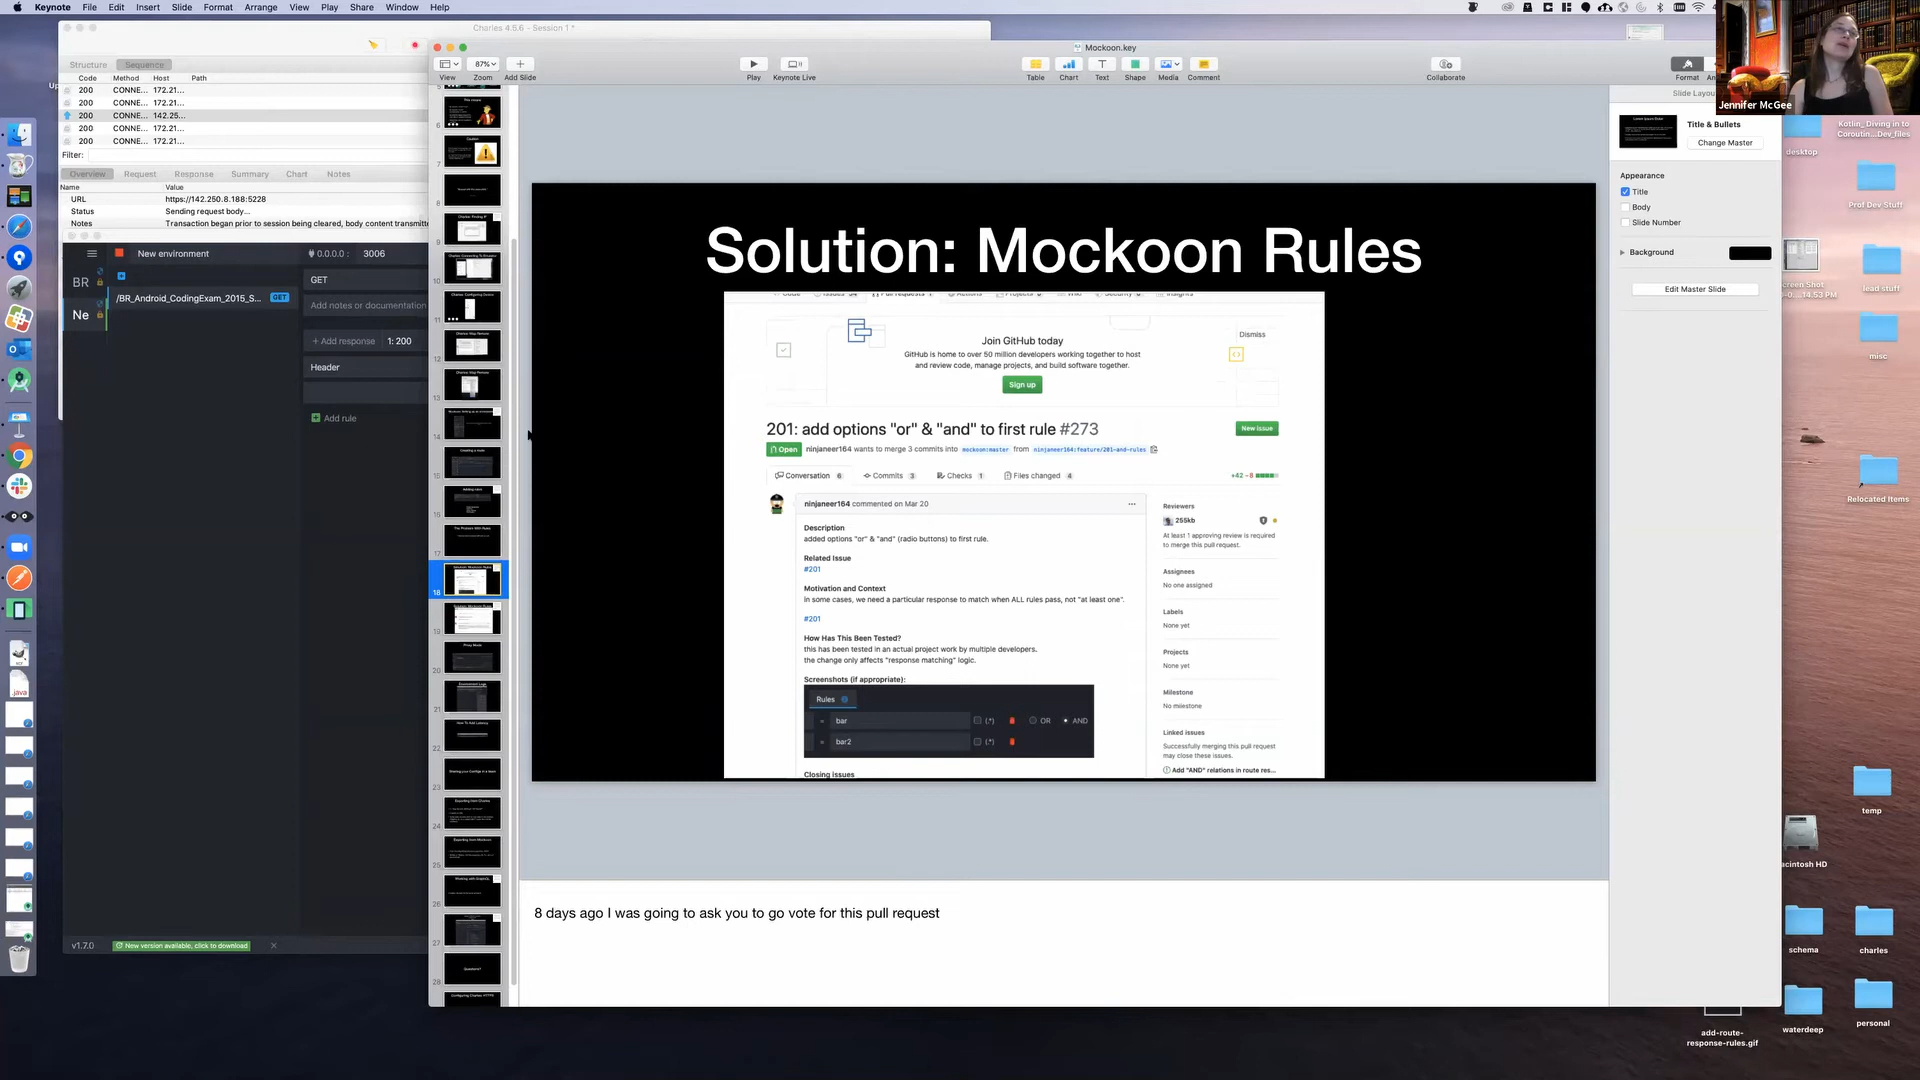 Keynote File Edit Insert Slide Format Arrange View Play Share Window Help
Charles 4.5.6 - Session 1 *
Structure Sequence
Code Method Host Path
200 CONNE... 172.21...
200 CONNE... 172.21...
200 CONNE... 142.25...
200 CONNE... 172.21...
200 CONNE... 172.21...
Filter:
Overview Request Response Summary Chart Notes
Name Value
URL https://142.250.8.188:5228
Status Sending request body...
Notes Transaction began prior to session being cleared, body content transmitte
New environment 0.0.0.0: 3006
BR
Ne
/BR_Android_CodingExam_2015_S... GET
GET
Add notes or documentation
+ Add response 1: 200
Header
Add rule
v1.7.0 New version available, click to download
Mockoon.key
View Zoom Add Slide
87%
Play Keynote Live
Table Chart Text Shape Media Comment
Collaborate
Format
Jennifer McGee
Solution: Mockoon Rules
Join GitHub today
GitHub is home to over 50 million developers working together to host
and review code, manage projects, and build software together.
Sign up
Dismiss
201: add options "or" & "and" to first rule #273
New issue
Open ninjaneer164 wants to merge 3 commits into mockoon:master from ninjaneer164:feature/201-and-rules
Conversation 6 Commits 3 Checks 1 Files changed 4
+42 −8
ninjaneer164 commented on Mar 20
Description
added options "or" & "and" (radio buttons) to first rule.
Related Issue
#201
Motivation and Context
in some cases, we need a particular response to match when ALL rules pass, not "at least one".
#201
How Has This Been Tested?
this has been tested in an actual project work by multiple developers.
the change only affects "response matching" logic.
Screenshots (if appropriate):
Rules
= bar (.*) OR AND
= bar2 (.*)
Closing issues
Reviewers
255kb
At least 1 approving review is required
to merge this pull request.
Assignees
No one assigned
Labels
None yet
Projects
None yet
Milestone
No milestone
Linked issues
Successfully merging this pull request
may close these issues.
Add "AND" relations in route res...
8 days ago I was going to ask you to go vote for this pull request
Title & Bullets
Change Master
Appearance
Title
Body
Slide Number
Background
Edit Master Slide
desktop
Kotlin_ Diving in to
Coroutin...Dev_files
Prof Dev Stuff
lead stuff
misc
Relocated Items
temp
acintosh HD
schema
charles
waterdeep
personal
add-route-
response-rules.gif